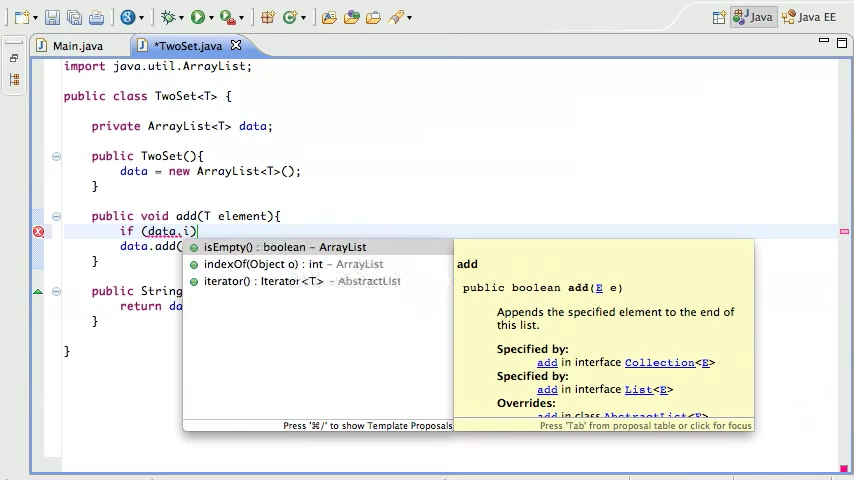 Java
Java EE
Main.java
*TwoSet.java
import java.util.ArrayList;
public class TwoSet<T> {
private ArrayList<T> data;
public TwoSet(){
data = new ArrayList<T>();
}
public void add(T element){
if (data.i)
data.add(
}
public String
return da
}
}
isEmpty() : boolean – ArrayList
indexOf(Object o) : int – ArrayList
iterator() : Iterator<T> – AbstractList
Press '⌘/' to show Template Proposals
add
public boolean add(E e)
Appends the specified element to the end of
this list.
Specified by:
add in interface Collection<E>
Specified by:
add in interface List<E>
Overrides:
add in class AbstractList<E>
Press 'Tab' from proposal table or click for focus